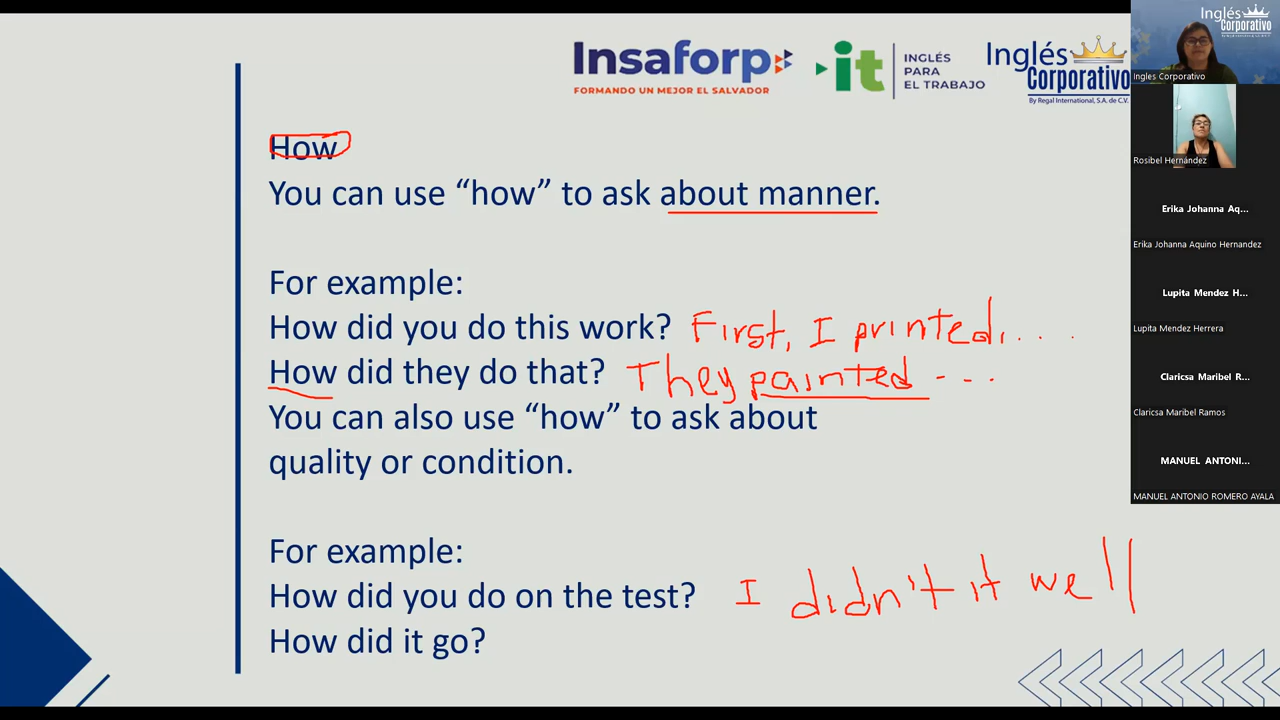 Insaforp
FORMANDO UN MEJOR EL SALVADOR
it
INGLÉS
PARA
EL TRABAJO
Inglés
Corporativo
By Regal International, S.A. de C.V.
How
You can use “how” to ask about manner.
For example:
How did you do this work? First, I printed....
How did they do that? They painted ...
You can also use “how” to ask about
quality or condition.
For example:
How did you do on the test? I didn't it well
How did it go?
Inglés
Corporativo
Ingles Corporativo
Rosibel Hernández
Erika Johanna Aq...
Erika Johanna Aquino Hernandez
Lupita Mendez H...
Lupita Mendez Herrera
Claricsa Maribel R...
Claricsa Maribel Ramos
MANUEL ANTONI...
MANUEL ANTONIO ROMERO AYALA